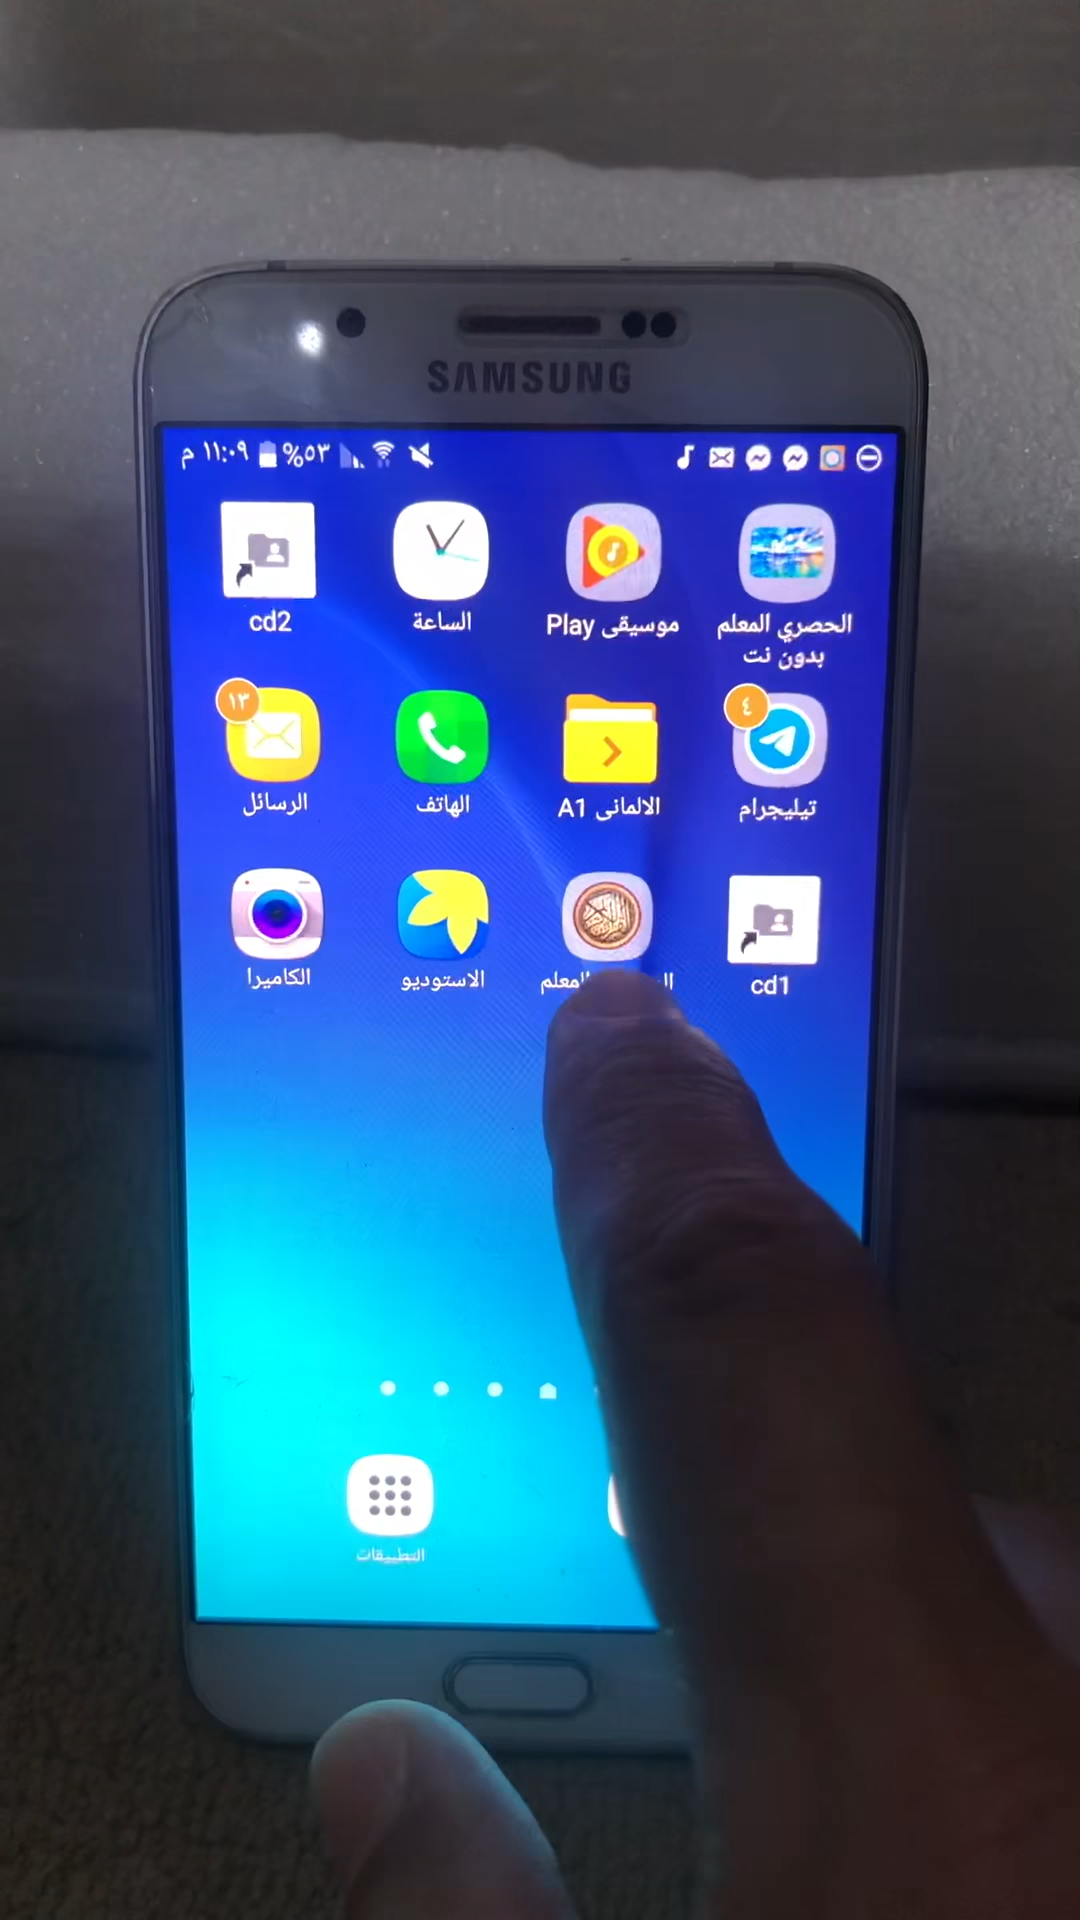 SAMSUNG
١١:٠٩ م
%٥٣
الحصري المعلم
بدون نت
موسيقى Play
الساعة
cd2
٤
تيليجرام
الالمانى A1
الهاتف
١٣
الرسائل
cd1
المعلم
الاستوديو
الكاميرا
التطبيقات